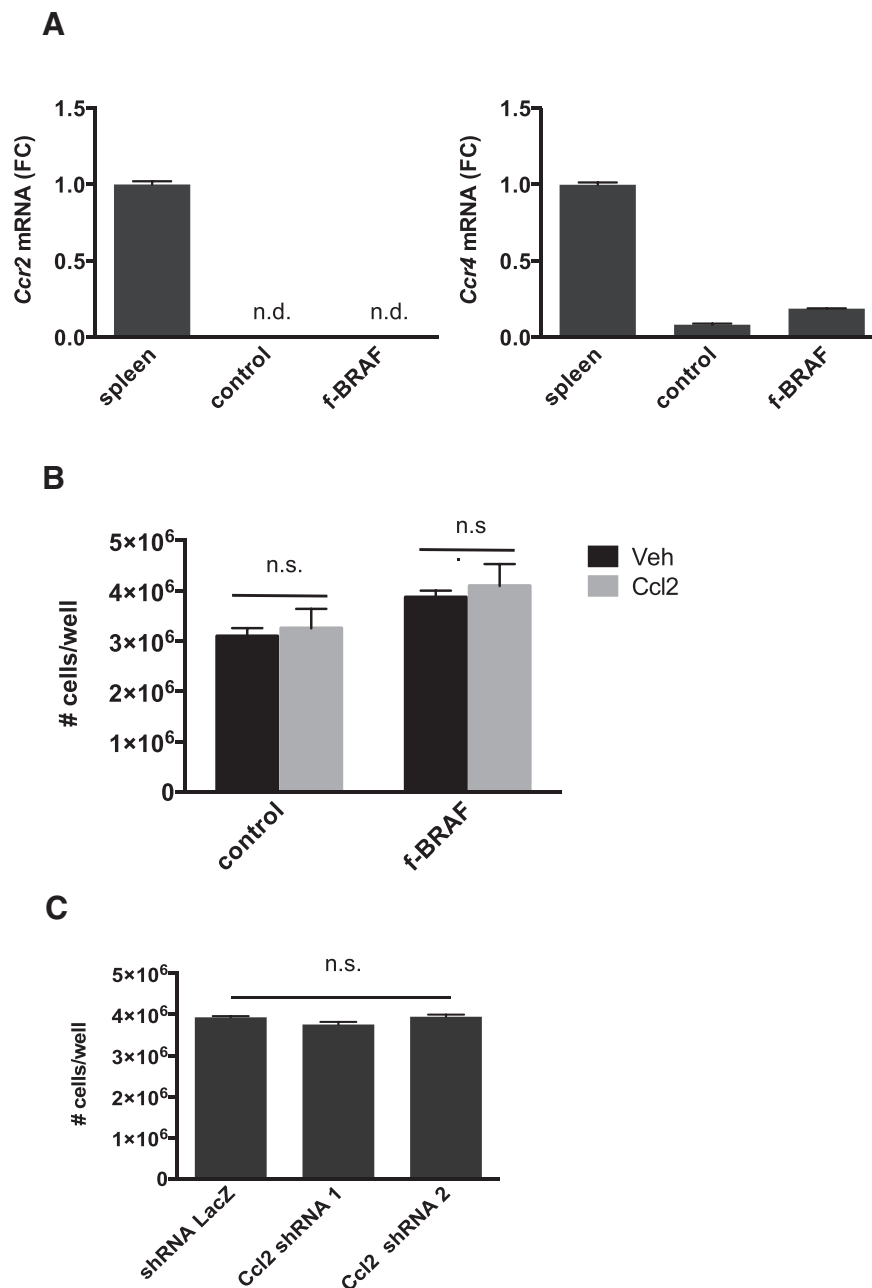 A
Ccr2 mRNA (FC)
1.5
1.0
0.5
0.0
n.d.
n.d.
spleen
control
f-BRAF
Ccr4 mRNA (FC)
1.5
1.0
0.5
0.0
spleen
control
f-BRAF
B
# cells/well
5×10⁶
4×10⁶
3×10⁶
2×10⁶
1×10⁶
0
n.s.
n.s
.
Veh
Ccl2
control
f-BRAF
C
# cells/well
5×10⁶
4×10⁶
3×10⁶
2×10⁶
1×10⁶
0
n.s.
shRNA LacZ
Ccl2 shRNA 1
Ccl2 shRNA 2